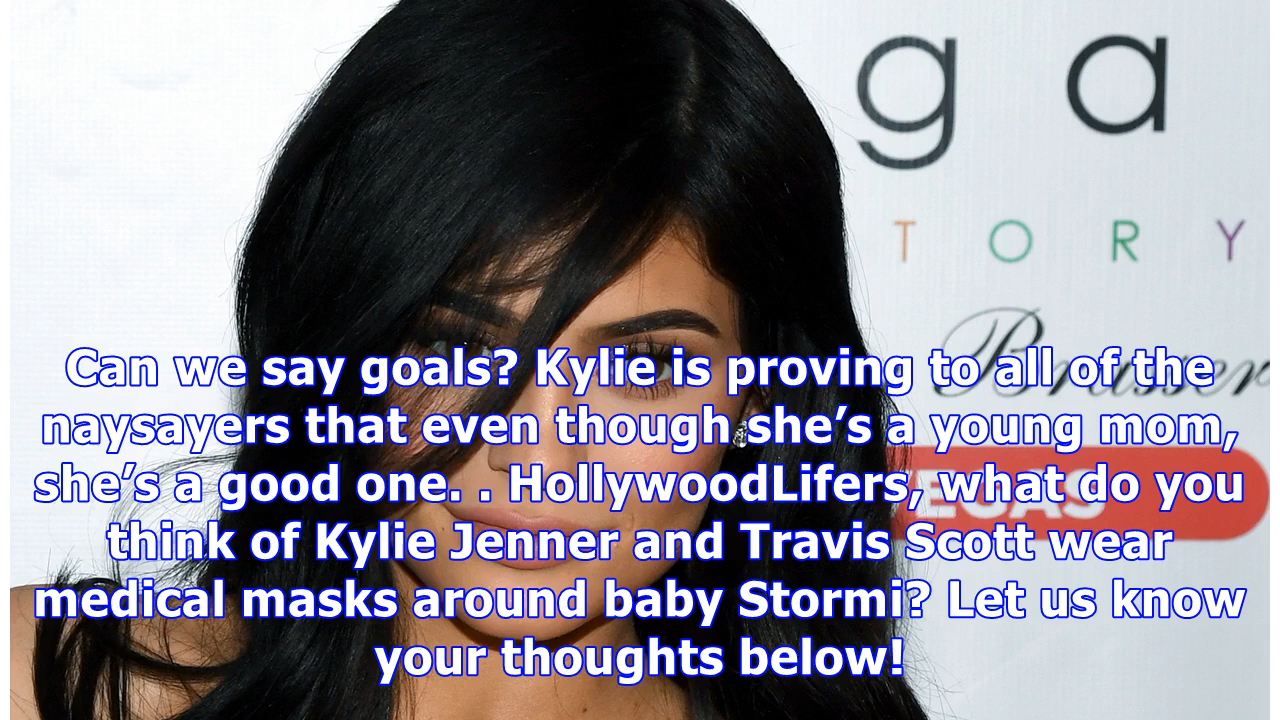 g a
T O R Y
Brasser
EGAS
Can we say goals? Kylie is proving to all of the
naysayers that even though she’s a young mom,
she’s a good one. . HollywoodLifers, what do you
think of Kylie Jenner and Travis Scott wear
medical masks around baby Stormi? Let us know
your thoughts below!